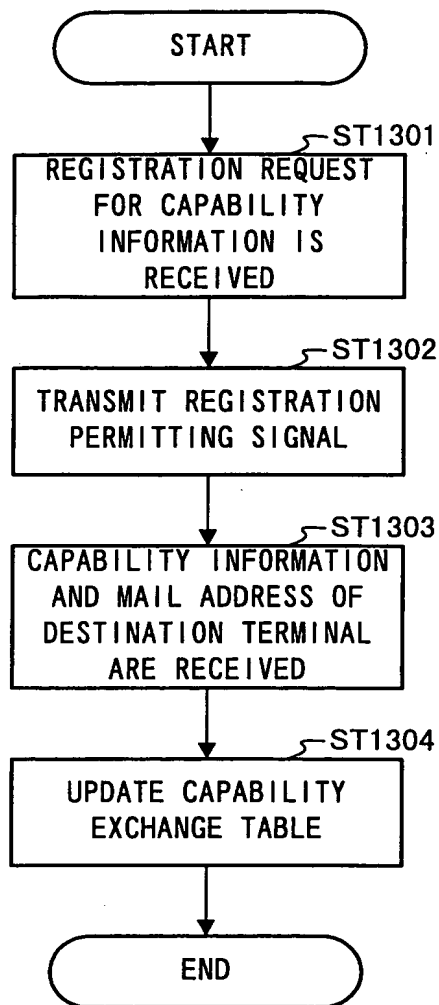 START
ST1301
REGISTRATION REQUEST
FOR CAPABILITY
INFORMATION IS
RECEIVED
ST1302
TRANSMIT REGISTRATION
PERMITTING SIGNAL
ST1303
CAPABILITY INFORMATION
AND MAIL ADDRESS OF
DESTINATION TERMINAL
ARE RECEIVED
ST1304
UPDATE CAPABILITY
EXCHANGE TABLE
END